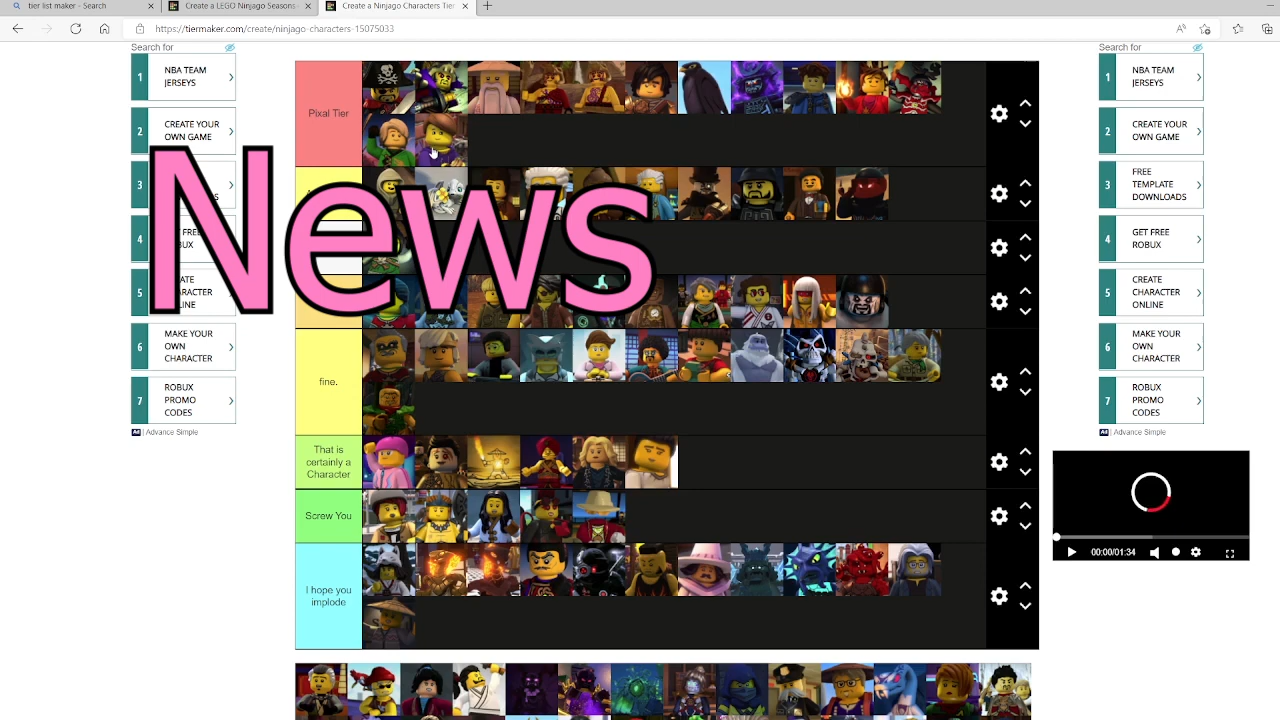 tier list maker - Search
Create a LEGO Ninjago Seasons -
Create a Ninjago Characters Tier
https://tiermaker.com/create/ninjago-characters-15075033
Search for
1 NBA TEAM
JERSEYS
2 CREATE YOUR
OWN GAME
3
4
5
6 MAKE YOUR
OWN
CHARACTER
7 ROBUX
PROMO
CODES
Ad | Advance Simple
News
Pixal Tier
fine.
That is
certainly a
Character
Screw You
I hope you
implode
Search for
1 NBA TEAM
JERSEYS
2 CREATE YOUR
OWN GAME
3 FREE
TEMPLATE
DOWNLOADS
4 GET FREE
ROBUX
5 CREATE
CHARACTER
ONLINE
6 MAKE YOUR
OWN
CHARACTER
7 ROBUX
PROMO
CODES
Ad | Advance Simple
00:00/01:34